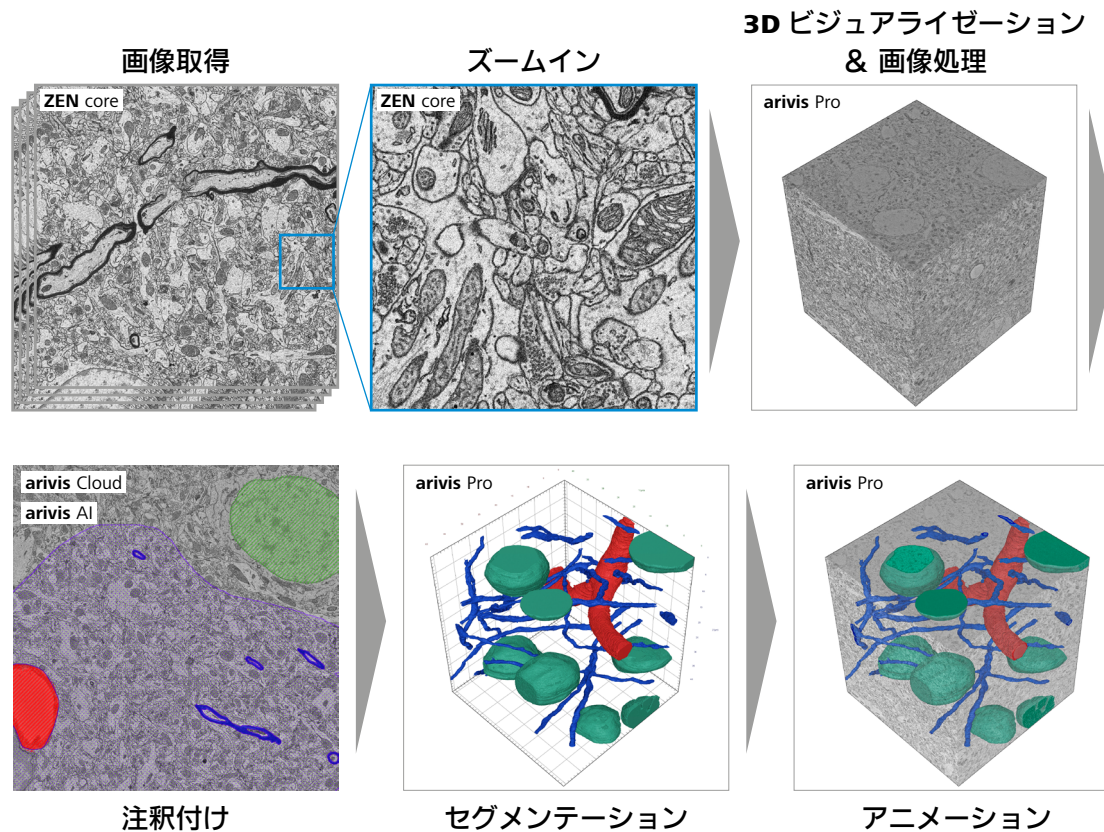 画像取得
ZEN core
ズームイン
ZEN core
3D ビジュアライゼーション
& 画像処理
arivis Pro
arivis Cloud
arivis AI
注釈付け
arivis Pro
セグメンテーション
arivis Pro
アニメーション